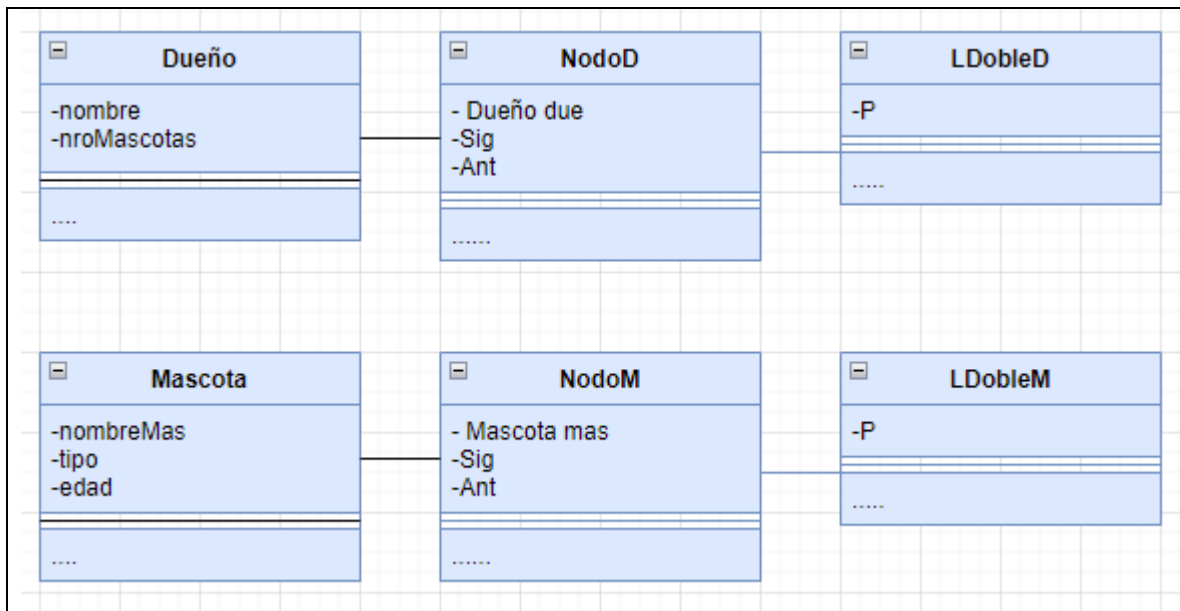 Dueño
-nombre
-nroMascotas
....
NodoD
- Dueño due
-Sig
-Ant
......
LDobleD
-P
.....
Mascota
-nombreMas
-tipo
-edad
....
NodoM
- Mascota mas
-Sig
-Ant
......
LDobleM
-P
.....